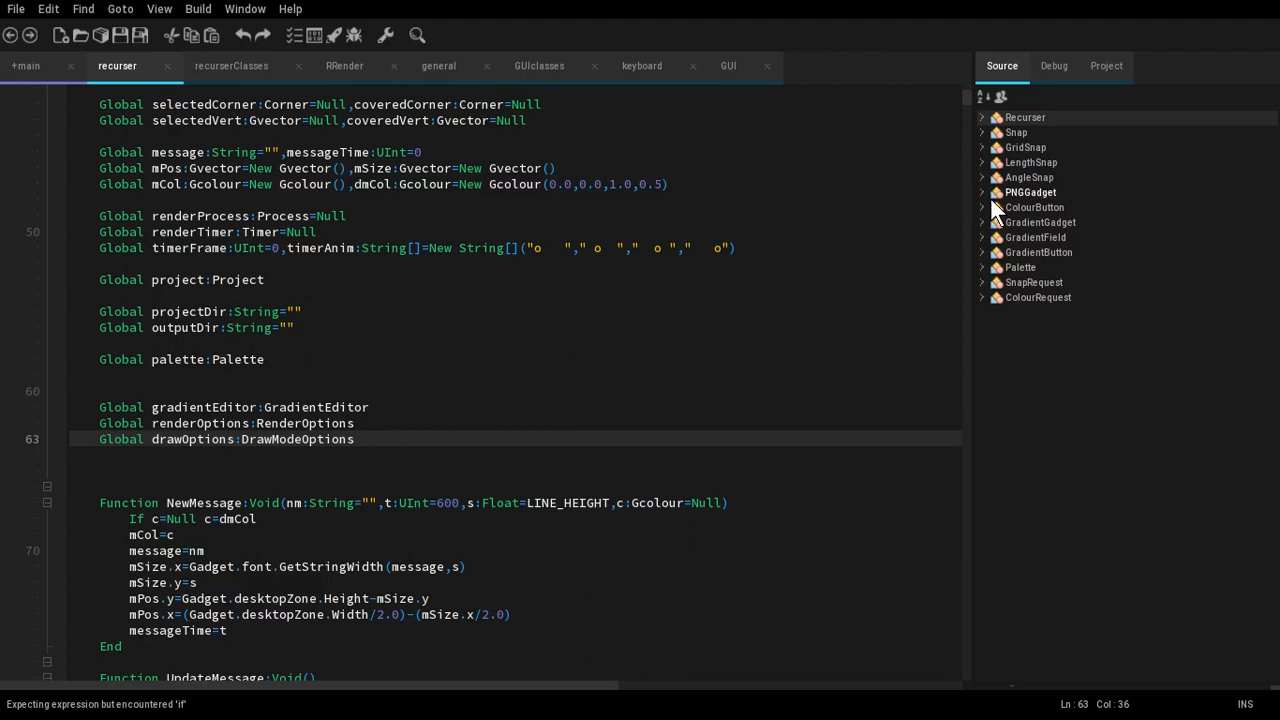 File Edit Find Goto View Build Window Help
+main recurser recurserClasses RRender general GUIclasses keyboard GUI
Source Debug Project
Global selectedCorner:Corner=Null,coveredCorner:Corner=Null
Global selectedVert:Gvector=Null,coveredVert:Gvector=Null
Global message:String="",messageTime:UInt=0
Global mPos:Gvector=New Gvector(),mSize:Gvector=New Gvector()
Global mCol:Gcolour=New Gcolour(),dmCol:Gcolour=New Gcolour(0.0,0.0,1.0,0.5)
Global renderProcess:Process=Null
50 Global renderTimer:Timer=Null
Global timerFrame:UInt=0,timerAnim:String[]=New String[]("o   "," o  ","  o ","   o")
Global project:Project
Global projectDir:String=""
Global outputDir:String=""
Global palette:Palette
60
Global gradientEditor:GradientEditor
Global renderOptions:RenderOptions
63 Global drawOptions:DrawModeOptions
Function NewMessage:Void(nm:String="",t:UInt=600,s:Float=LINE_HEIGHT,c:Gcolour=Null)
If c=Null c=dmCol
mCol=c
70 message=nm
mSize.x=Gadget.font.GetStringWidth(message,s)
mSize.y=s
mPos.y=Gadget.desktopZone.Height-mSize.y
mPos.x=(Gadget.desktopZone.Width/2.0)-(mSize.x/2.0)
messageTime=t
End
Function UpdateMessage:Void()
Recurser
Snap
GridSnap
LengthSnap
AngleSnap
PNGGadget
ColourButton
GradientGadget
GradientField
GradientButton
Palette
SnapRequest
ColourRequest
Expecting expression but encountered 'if'
Ln : 63 Col : 36
INS